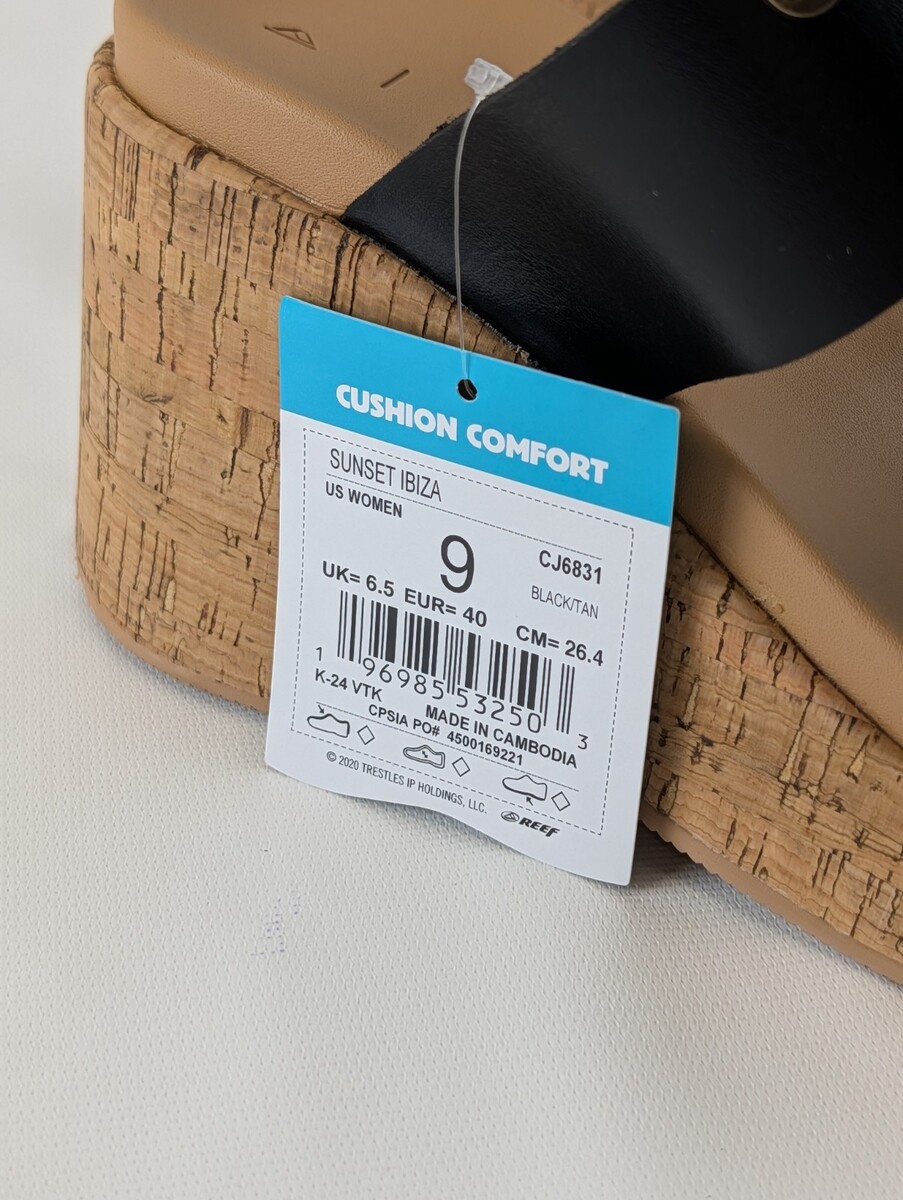 CUSHION COMFORT
SUNSET IBIZA
US WOMEN
9
CJ6831
BLACK/TAN
UK= 6.5 EUR= 40 CM= 26.4
1 96985 53250 3
K-24 VTK
MADE IN CAMBODIA
CPSIA PO# 4500169221
© 2020 TRESTLES IP HOLDINGS, LLC.
REEF